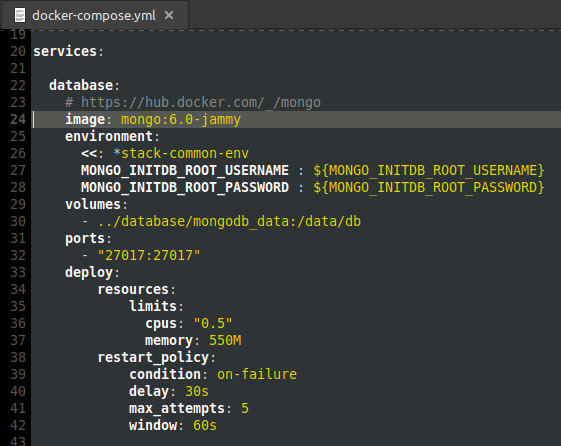 docker-compose.yml ×
19
20 services:
21
22   database:
23     # https://hub.docker.com/_/mongo
24     image: mongo:6.0-jammy
25     environment:
26       <<: *stack-common-env
27       MONGO_INITDB_ROOT_USERNAME : ${MONGO_INITDB_ROOT_USERNAME}
28       MONGO_INITDB_ROOT_PASSWORD : ${MONGO_INITDB_ROOT_PASSWORD}
29     volumes:
30       - ../database/mongodb_data:/data/db
31     ports:
32       - "27017:27017"
33     deploy:
34         resources:
35             limits:
36               cpus: "0.5"
37               memory: 550M
38         restart_policy:
39             condition: on-failure
40             delay: 30s
41             max_attempts: 5
42             window: 60s
43